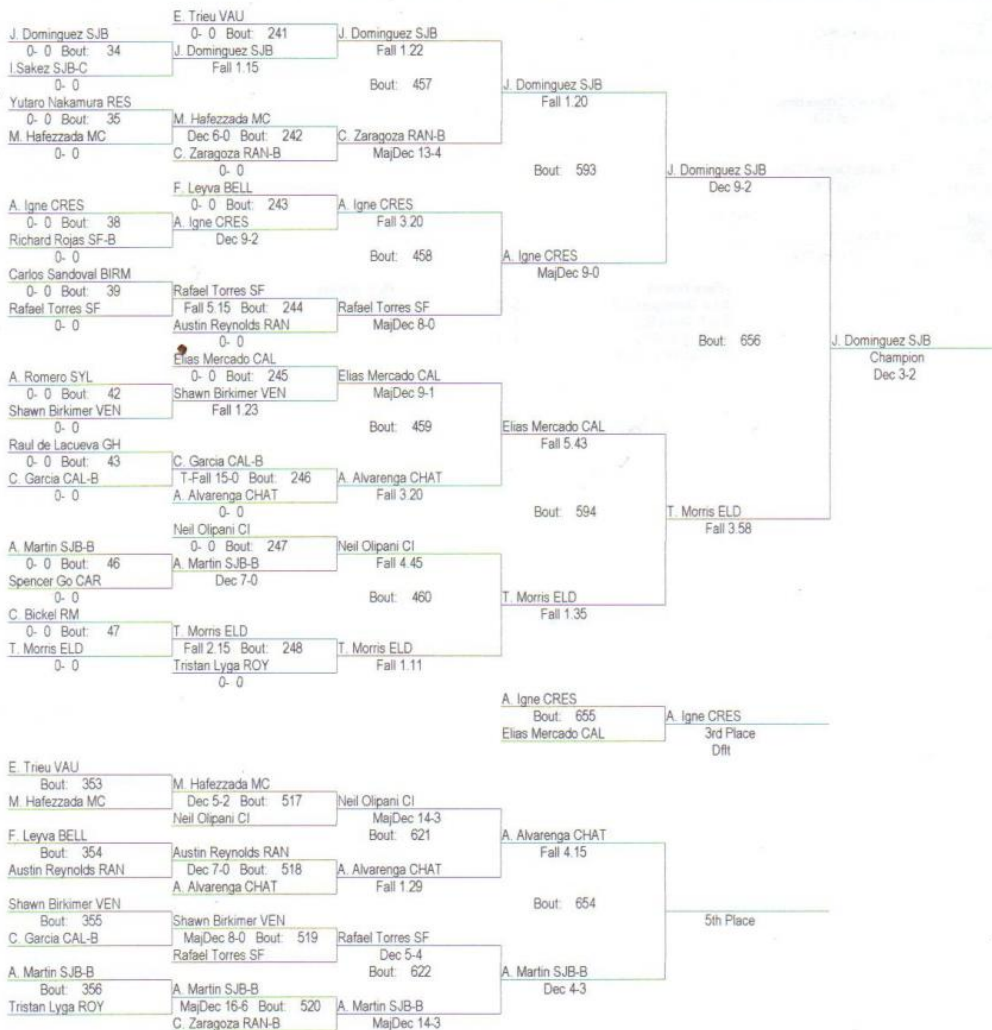 E. Trieu VAU
J. Dominguez SJB 0- 0 Bout: 241 J. Dominguez SJB
0- 0 Bout: 34 J. Dominguez SJB Fall 1.22
I.Sakez SJB-C Fall 1.15
0- 0 Bout: 457 J. Dominguez SJB
Yutaro Nakamura RES Fall 1.20
0- 0 Bout: 35 M. Hafezzada MC
M. Hafezzada MC Dec 6-0 Bout: 242 C. Zaragoza RAN-B
0- 0 C. Zaragoza RAN-B MajDec 13-4
0- 0 Bout: 593 J. Dominguez SJB
F. Leyva BELL Dec 9-2
A. Igne CRES 0- 0 Bout: 243 A. Igne CRES
0- 0 Bout: 38 A. Igne CRES Fall 3.20
Richard Rojas SF-B Dec 9-2
0- 0 Bout: 458 A. Igne CRES
Carlos Sandoval BIRM MajDec 9-0
0- 0 Bout: 39 Rafael Torres SF
Rafael Torres SF Fall 5.15 Bout: 244 Rafael Torres SF
0- 0 Austin Reynolds RAN MajDec 8-0
0- 0 Bout: 656 J. Dominguez SJB
Elias Mercado CAL Champion
A. Romero SYL 0- 0 Bout: 245 Elias Mercado CAL Dec 3-2
0- 0 Bout: 42 Shawn Birkimer VEN MajDec 9-1
Shawn Birkimer VEN Fall 1.23
0- 0 Bout: 459 Elias Mercado CAL
Raul de Lacueva GH Fall 5.43
0- 0 Bout: 43 C. Garcia CAL-B
C. Garcia CAL-B T-Fall 15-0 Bout: 246 A. Alvarenga CHAT
0- 0 A. Alvarenga CHAT Fall 3.20
0- 0 Bout: 594 T. Morris ELD
Neil Olipani CI Fall 3.58
A. Martin SJB-B 0- 0 Bout: 247 Neil Olipani CI
0- 0 Bout: 46 A. Martin SJB-B Fall 4.45
Spencer Go CAR Dec 7-0
0- 0 Bout: 460 T. Morris ELD
C. Bickel RM Fall 1.35
0- 0 Bout: 47 T. Morris ELD
T. Morris ELD Fall 2.15 Bout: 248 T. Morris ELD
0- 0 Tristan Lyga ROY Fall 1.11
0- 0
A. Igne CRES
Bout: 655 A. Igne CRES
Elias Mercado CAL 3rd Place
Dflt
E. Trieu VAU
Bout: 353 M. Hafezzada MC
M. Hafezzada MC Dec 5-2 Bout: 517 Neil Olipani CI
Neil Olipani CI MajDec 14-3
F. Leyva BELL Bout: 621 A. Alvarenga CHAT
Bout: 354 Austin Reynolds RAN Fall 4.15
Austin Reynolds RAN Dec 7-0 Bout: 518 A. Alvarenga CHAT
A. Alvarenga CHAT Fall 1.29
Shawn Birkimer VEN Bout: 654
Bout: 355 Shawn Birkimer VEN 5th Place
C. Garcia CAL-B MajDec 8-0 Bout: 519 Rafael Torres SF
Rafael Torres SF Dec 5-4
A. Martin SJB-B Bout: 622 A. Martin SJB-B
Bout: 356 A. Martin SJB-B Dec 4-3
Tristan Lyga ROY MajDec 16-6 Bout: 520 A. Martin SJB-B
C. Zaragoza RAN-B MajDec 14-3